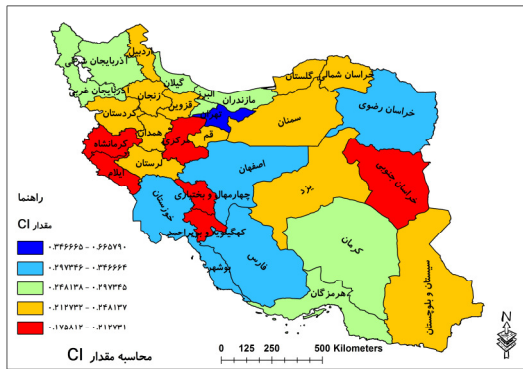 اردبیل
آذربایجان شرقی
آذربایجان غربی
گیلان
زنجان
البرز
مازندران
گلستان
خراسان شمالی
خراسان رضوی
قزوین
تهران
سمنان
کردستان
همدان
مرکزی
قم
کرمانشاه
لرستان
ایلام
اصفهان
خراسان جنوبی
یزد
چهارمهال و بختیاری
خوزستان
کهگیلویه و بویراحمد
فارس
بوشهر
کرمان
هرمزگان
سیستان و بلوچستان
راهنما
مقدار CI
۰.۳۴۶۶۶۵ - ۰.۶۶۵۷۹۰
۰.۲۹۷۳۴۶ - ۰.۳۴۶۶۶۴
۰.۲۴۸۱۳۸ - ۰.۲۹۷۳۴۵
۰.۲۱۲۷۳۲ - ۰.۲۴۸۱۳۷
۰.۱۷۵۸۱۲ - ۰.۲۱۲۷۳۱
محاسبه مقدار CI
0 125 250 500 Kilometers
N